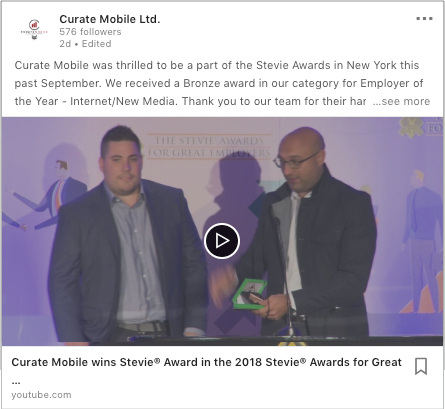 Curate Mobile Ltd.
576 followers
2d • Edited
Curate Mobile was thrilled to be a part of the Stevie Awards in New York this
past September. We received a Bronze award in our category for Employer of
the Year - Internet/New Media. Thank you to our team for their har ...see more
THE STEVIE AWARDS
FOR GREAT EMPLOYERS
Curate Mobile wins Stevie® Award in the 2018 Stevie® Awards for Great
...
youtube.com